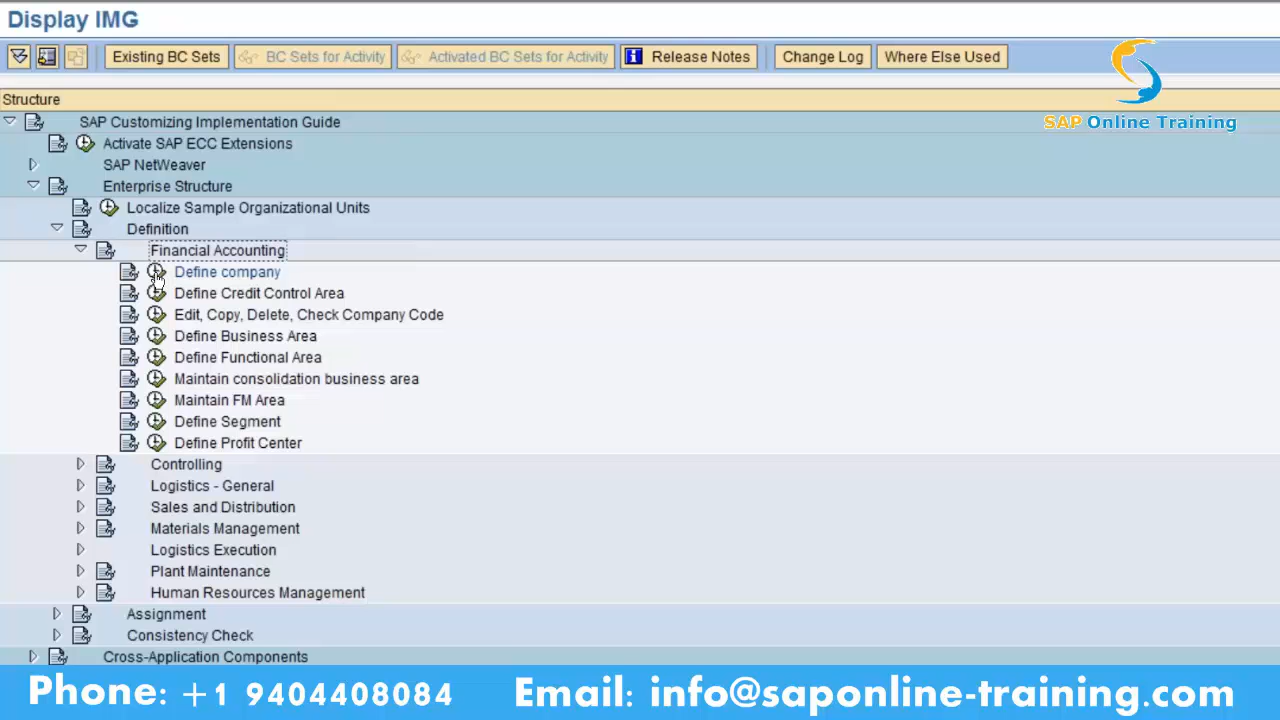 Display IMG
Existing BC Sets BC Sets for Activity Activated BC Sets for Activity Release Notes Change Log Where Else Used
Structure
SAP Online Training
SAP Customizing Implementation Guide
Activate SAP ECC Extensions
SAP NetWeaver
Enterprise Structure
Localize Sample Organizational Units
Definition
Financial Accounting
Define company
Define Credit Control Area
Edit, Copy, Delete, Check Company Code
Define Business Area
Define Functional Area
Maintain consolidation business area
Maintain FM Area
Define Segment
Define Profit Center
Controlling
Logistics - General
Sales and Distribution
Materials Management
Logistics Execution
Plant Maintenance
Human Resources Management
Assignment
Consistency Check
Cross-Application Components
Phone: +1 9404408084 Email: info@saponline-training.com